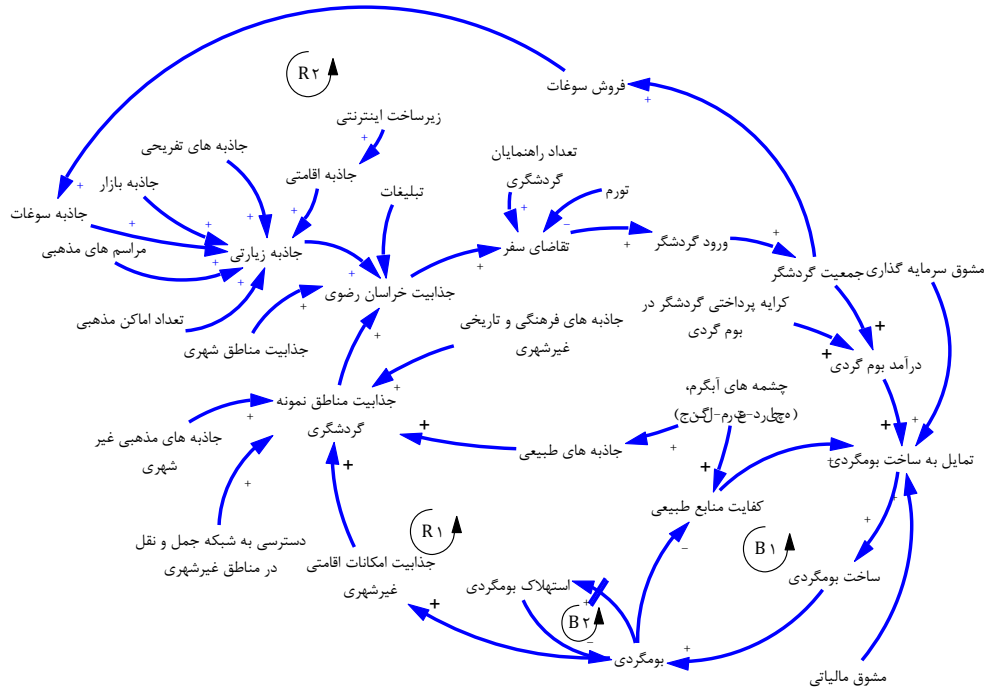 R۲
فروش سوغات
زیرساخت اینترنتی
جاذبه های تفریحی
تعداد راهنمایان
گردشگری
جاذبه اقامتی
جاذبه بازار
تبلیغات
تورم
جاذبه سوغات
مراسم های مذهبی
جاذبه زیارتی
تقاضای سفر
ورود گردشگر
جمعیت گردشگر
مشوق سرمایه گذاری
جذابیت خراسان رضوی
کرایه پرداختی گردشگر در
بوم گردی
تعداد اماکن مذهبی
جاذبه های فرهنگی و تاریخی
غیرشهری
جذابیت مناطق شهری
درآمد بوم گردی
چشمه های آبگرم،
جذابیت مناطق نمونه
گردشگری
جاذبه های مذهبی غیر
شهری
جاذبه های طبیعی
تمایل به ساخت بومگردی
کفایت منابع طبیعی
R۱
B۱
دسترسی به شبکه جمل و نقل
در مناطق غیرشهری
جذابیت امکانات اقامتی
غیرشهری
استهلاک بومگردی
ساخت بومگردی
B۲
بومگردی
مشوق مالیاتی